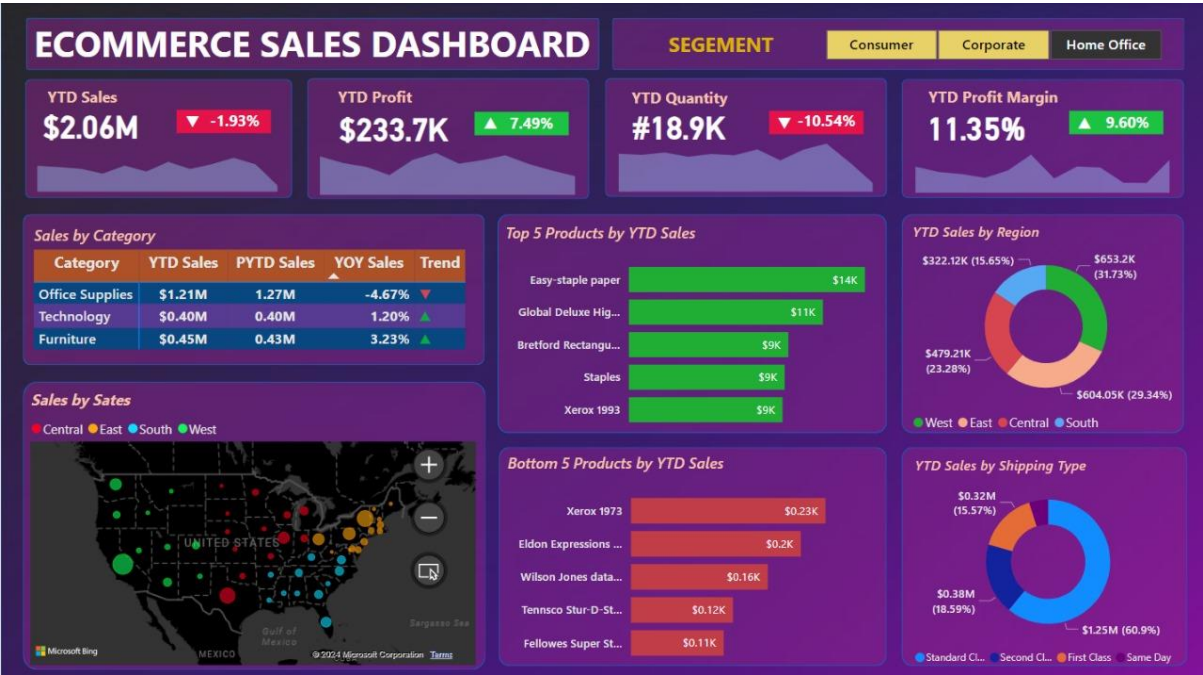 ECOMMERCE SALES DASHBOARD
SEGEMENT
Consumer
Corporate
Home Office
YTD Sales
$2.06M
▼ -1.93%
YTD Profit
$233.7K
▲ 7.49%
YTD Quantity
#18.9K
▼ -10.54%
YTD Profit Margin
11.35%
▲ 9.60%
Sales by Category
Category YTD Sales PYTD Sales YOY Sales Trend
Office Supplies $1.21M 1.27M -4.67% ▼
Technology $0.40M 0.40M 1.20% ▲
Furniture $0.45M 0.43M 3.23% ▲
Top 5 Products by YTD Sales
Easy-staple paper $14K
Global Deluxe Hig... $11K
Bretford Rectangu... $9K
Staples $9K
Xerox 1993 $9K
YTD Sales by Region
$322.12K (15.65%)
$653.2K
(31.73%)
$479.21K
(23.28%)
$604.05K (29.34%)
West East Central South
Sales by Sates
Central East South West
UNITED STATES
Gulf of
Mexico
Sargasso Sea
MEXICO
Microsoft Bing
© 2024 Microsoft Corporation Terms
Bottom 5 Products by YTD Sales
Xerox 1973 $0.23K
Eldon Expressions ... $0.2K
Wilson Jones data... $0.16K
Tennsco Stur-D-St... $0.12K
Fellowes Super St... $0.11K
YTD Sales by Shipping Type
$0.32M
(15.57%)
$0.38M
(18.59%)
$1.25M (60.9%)
Standard Cl... Second Cl... First Class Same Day